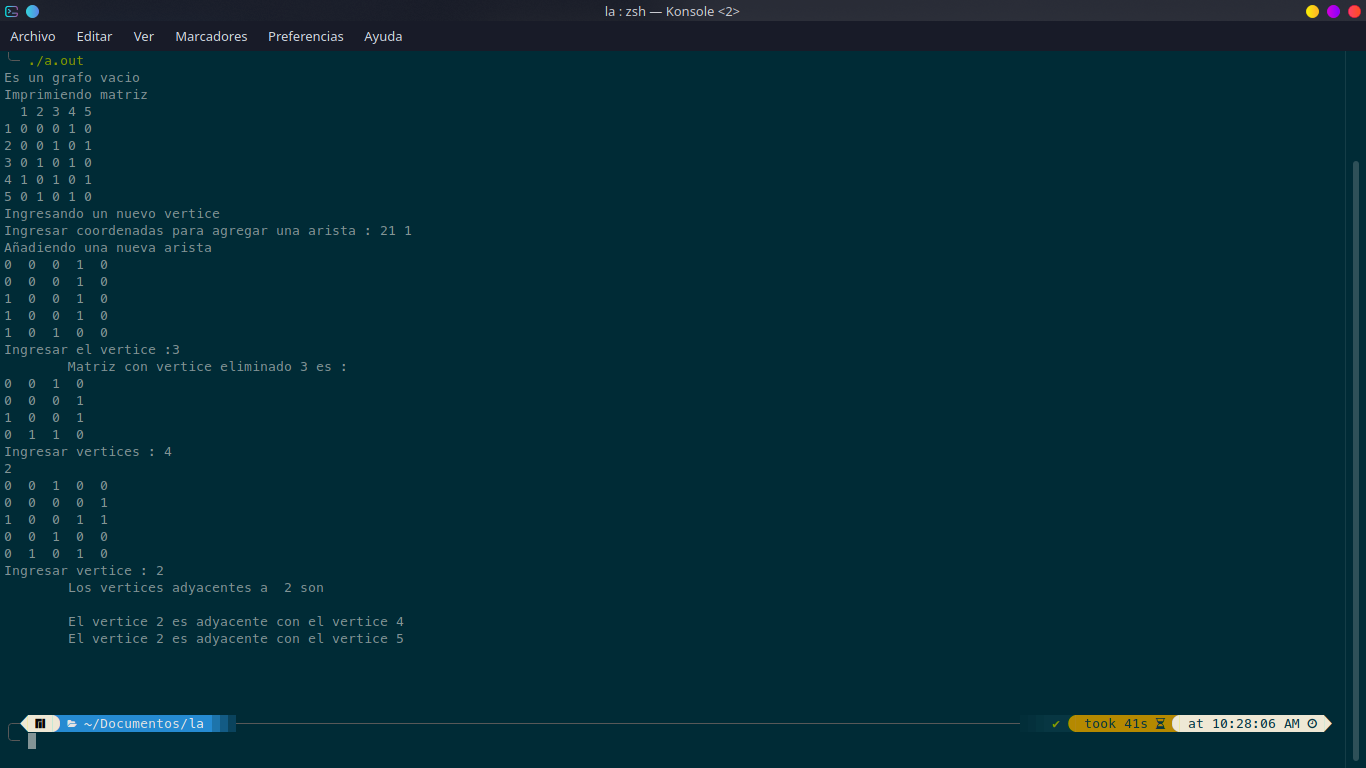 la : zsh — Konsole <2>
Archivo Editar Ver Marcadores Preferencias Ayuda
./a.out
Es un grafo vacio
Imprimiendo matriz
  1 2 3 4 5
1 0 0 0 1 0
2 0 0 1 0 1
3 0 1 0 1 0
4 1 0 1 0 1
5 0 1 0 1 0
Ingresando un nuevo vertice
Ingresar coordenadas para agregar una arista : 21 1
Añadiendo una nueva arista
0  0  0  1  0
0  0  0  1  0
1  0  0  1  0
1  0  0  1  0
1  0  1  0  0
Ingresar el vertice :3
        Matriz con vertice eliminado 3 es :
0  0  1  0
0  0  0  1
1  0  0  1
0  1  1  0
Ingresar vertices : 4
2
0  0  1  0  0
0  0  0  0  1
1  0  0  1  1
0  0  1  0  0
0  1  0  1  0
Ingresar vertice : 2
        Los vertices adyacentes a  2 son
        El vertice 2 es adyacente con el vertice 4
        El vertice 2 es adyacente con el vertice 5
~/Documentos/la ✔ took 41s at 10:28:06 AM